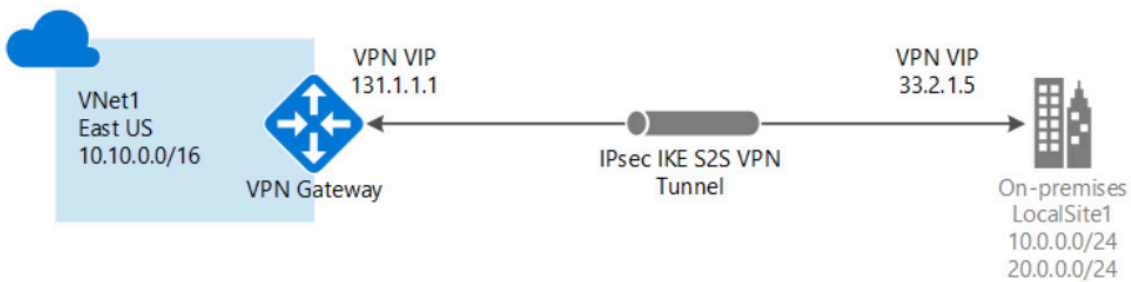 VNet1
East US
10.10.0.0/16
VPN Gateway
VPN VIP
131.1.1.1
IPsec IKE S2S VPN
Tunnel
VPN VIP
33.2.1.5
On-premises
LocalSite1
10.0.0.0/24
20.0.0.0/24